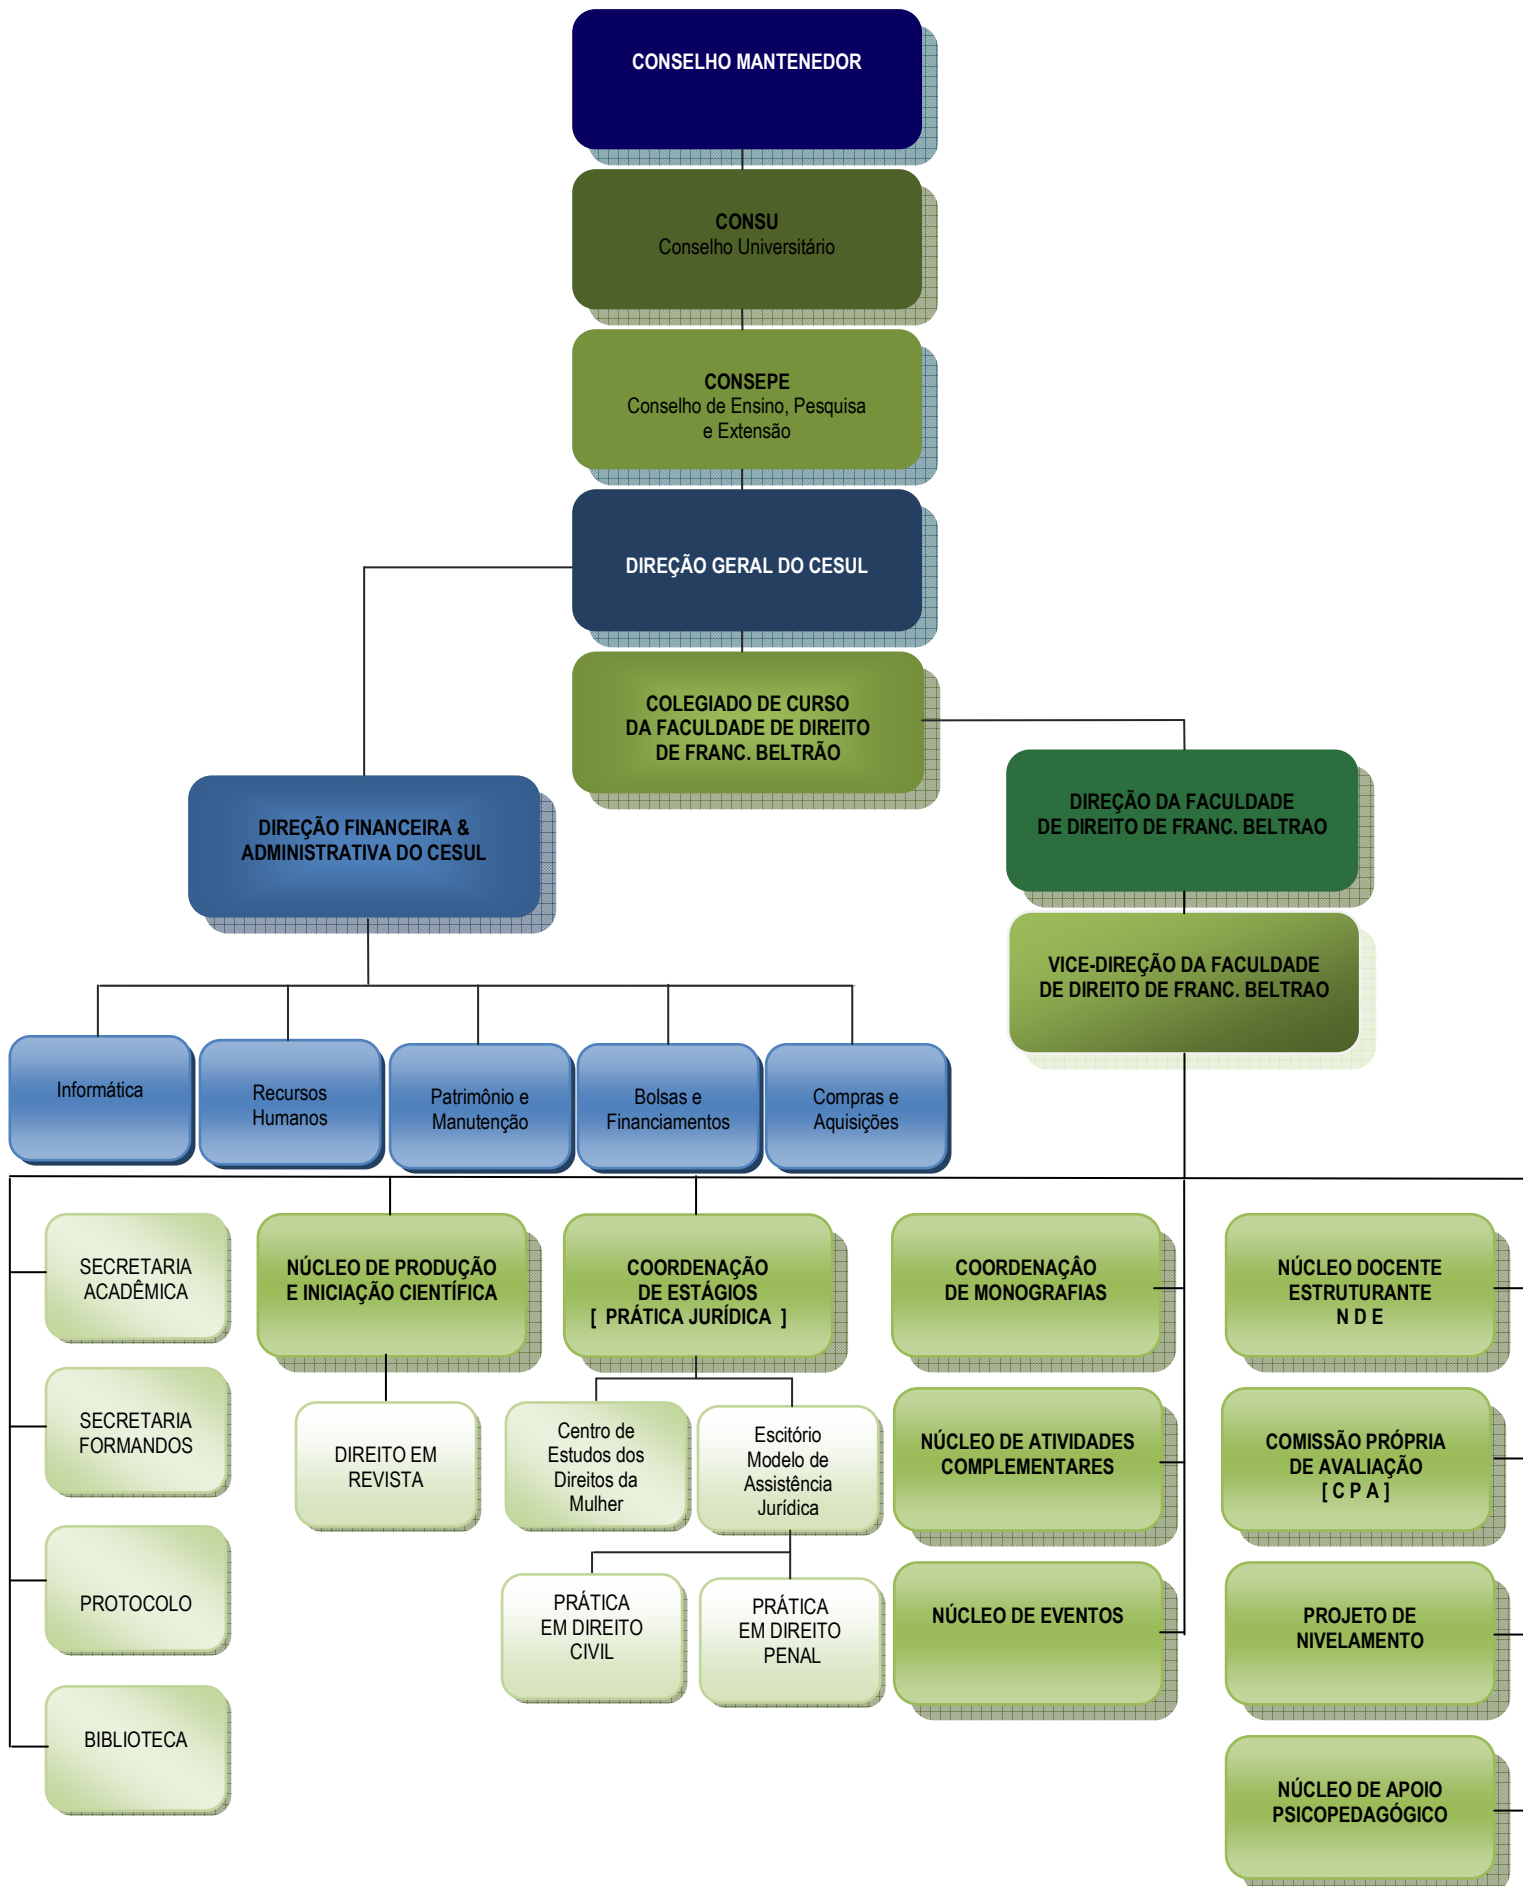 CONSELHO MANTENEDOR
CONSU
Conselho Universitário
CONSEPE
Conselho de Ensino, Pesquisa
e Extensão
DIREÇÃO GERAL DO CESUL
COLEGIADO DE CURSO
DA FACULDADE DE DIREITO
DE FRANC. BELTRÃO
DIREÇÃO FINANCEIRA &
ADMINISTRATIVA DO CESUL
DIREÇÃO DA FACULDADE
DE DIREITO DE FRANC. BELTRAO
VICE-DIREÇÃO DA FACULDADE
DE DIREITO DE FRANC. BELTRAO
Informática
Recursos
Humanos
Patrimônio e
Manutenção
Bolsas e
Financiamentos
Compras e
Aquisições
SECRETARIA
ACADÊMICA
SECRETARIA
FORMANDOS
PROTOCOLO
BIBLIOTECA
NÚCLEO DE PRODUÇÃO
E INICIAÇÃO CIENTÍFICA
DIREITO EM
REVISTA
COORDENAÇÃO
DE ESTÁGIOS
[ PRÁTICA JURÍDICA ]
Centro de
Estudos dos
Direitos da
Mulher
Escitório
Modelo de
Assistência
Jurídica
PRÁTICA
EM DIREITO
CIVIL
PRÁTICA
EM DIREITO
PENAL
COORDENAÇÂO
DE MONOGRAFIAS
NÚCLEO DE ATIVIDADES
COMPLEMENTARES
NÚCLEO DE EVENTOS
NÚCLEO DOCENTE
ESTRUTURANTE
N D E
COMISSÃO PRÓPRIA
DE AVALIAÇÃO
[ C P A ]
PROJETO DE
NIVELAMENTO
NÚCLEO DE APOIO
PSICOPEDAGÓGICO